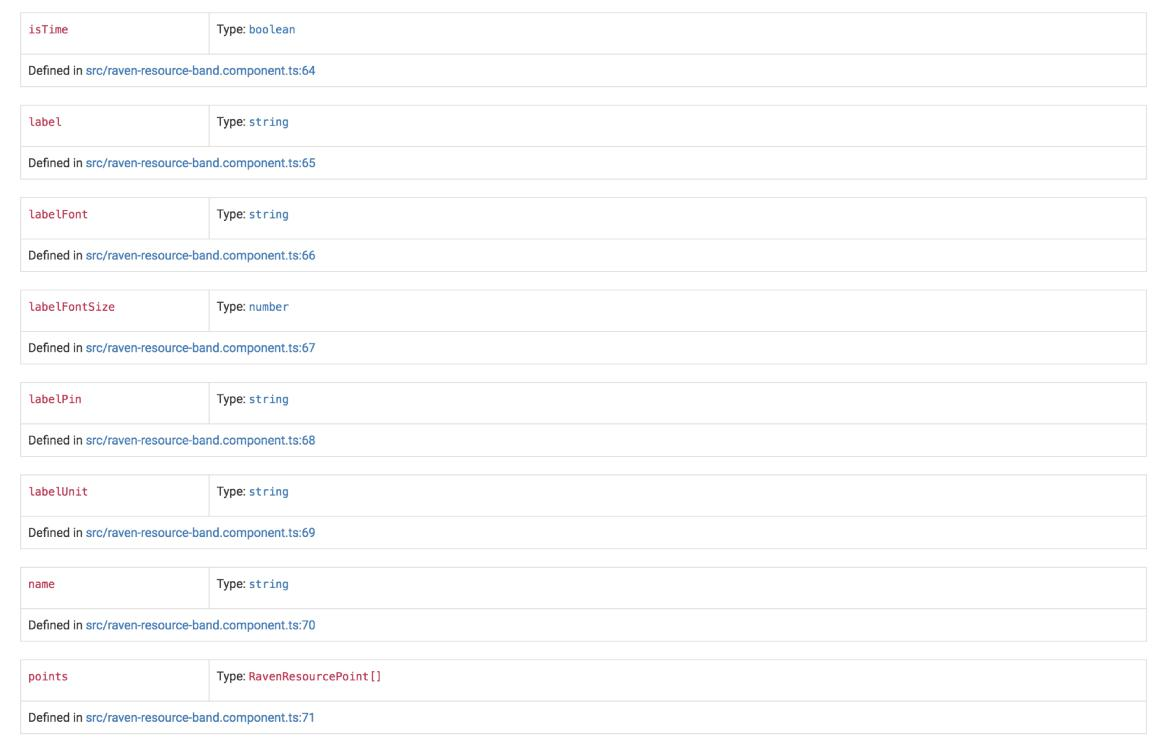 isTime Type: boolean
Defined in src/raven-resource-band.component.ts:64
label Type: string
Defined in src/raven-resource-band.component.ts:65
labelFont Type: string
Defined in src/raven-resource-band.component.ts:66
labelFontSize Type: number
Defined in src/raven-resource-band.component.ts:67
labelPin Type: string
Defined in src/raven-resource-band.component.ts:68
labelUnit Type: string
Defined in src/raven-resource-band.component.ts:69
name Type: string
Defined in src/raven-resource-band.component.ts:70
points Type: RavenResourcePoint[]
Defined in src/raven-resource-band.component.ts:71